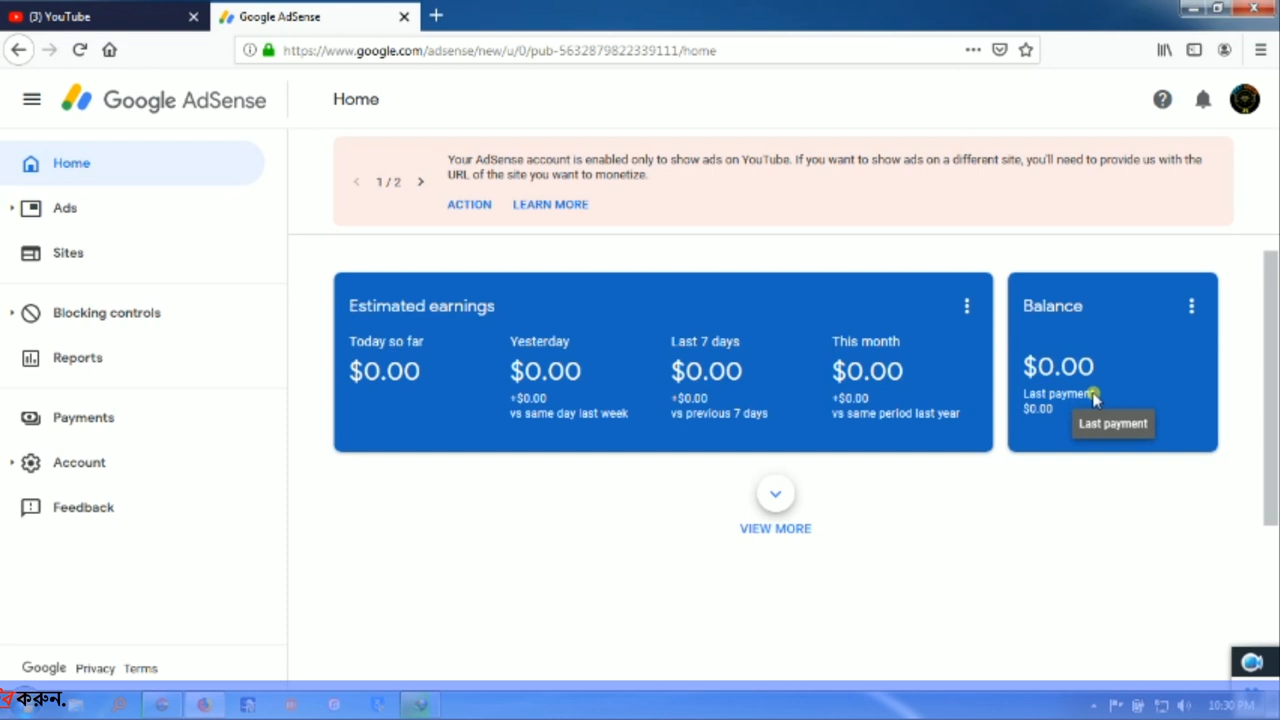 (3) YouTube
Google AdSense
https://www.google.com/adsense/new/u/0/pub-5632879822339111/home
Google AdSense
Home
Home
Ads
Sites
Blocking controls
Reports
Payments
Account
Feedback
Google Privacy Terms
1 / 2
Your AdSense account is enabled only to show ads on YouTube. If you want to show ads on a different site, you'll need to provide us with the
URL of the site you want to monetize.
ACTION LEARN MORE
Estimated earnings
Today so far
$0.00
Yesterday
$0.00
+$0.00
vs same day last week
Last 7 days
$0.00
+$0.00
vs previous 7 days
This month
$0.00
+$0.00
vs same period last year
Balance
$0.00
Last payment
$0.00
Last payment
VIEW MORE
করুন.
10:30 PM